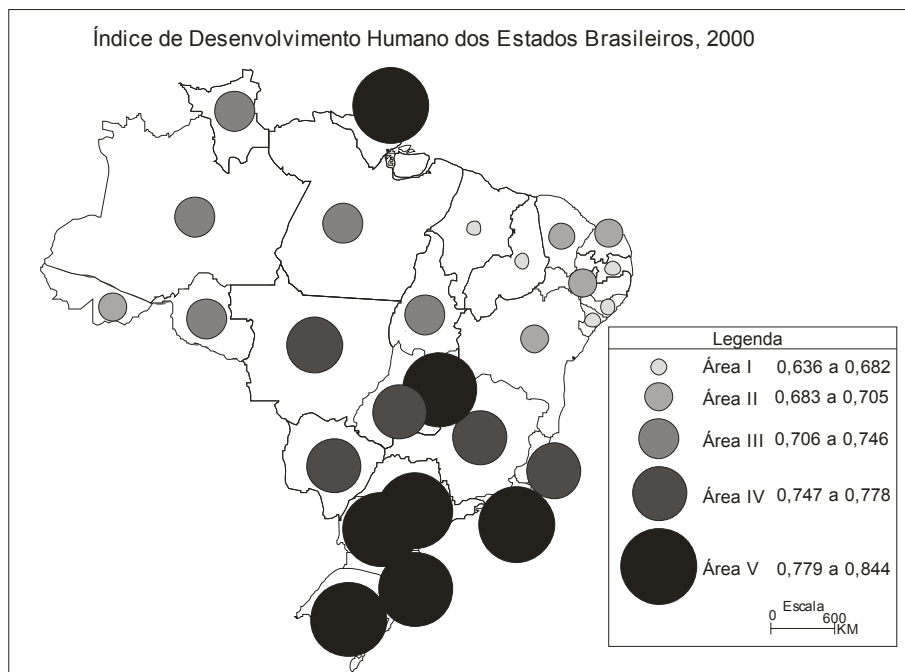 Índice de Desenvolvimento Humano dos Estados Brasileiros, 2000
Legenda
Área I 0,636 a 0,682
Área II 0,683 a 0,705
Área III 0,706 a 0,746
Área IV 0,747 a 0,778
Área V 0,779 a 0,844
Escala
0 600
KM